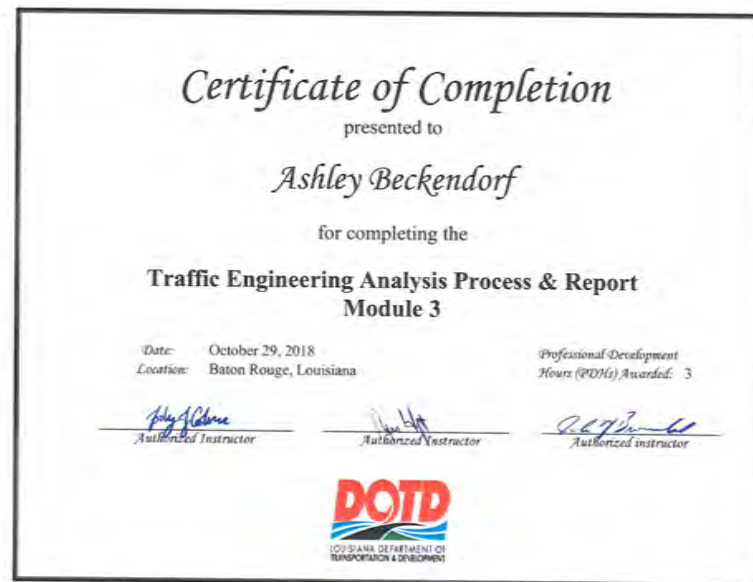 Certificate of Completion
presented to
Ashley Beckendorf
for completing the
Traffic Engineering Analysis Process & Report
Module 3
Date: October 29, 2018
Location: Baton Rouge, Louisiana
Professional Development
Hours (PDHs) Awarded: 3
Authorized Instructor
Authorized Instructor
Authorized instructor
DOTD
LOUISIANA DEPARTMENT OF
TRANSPORTATION & DEVELOPMENT